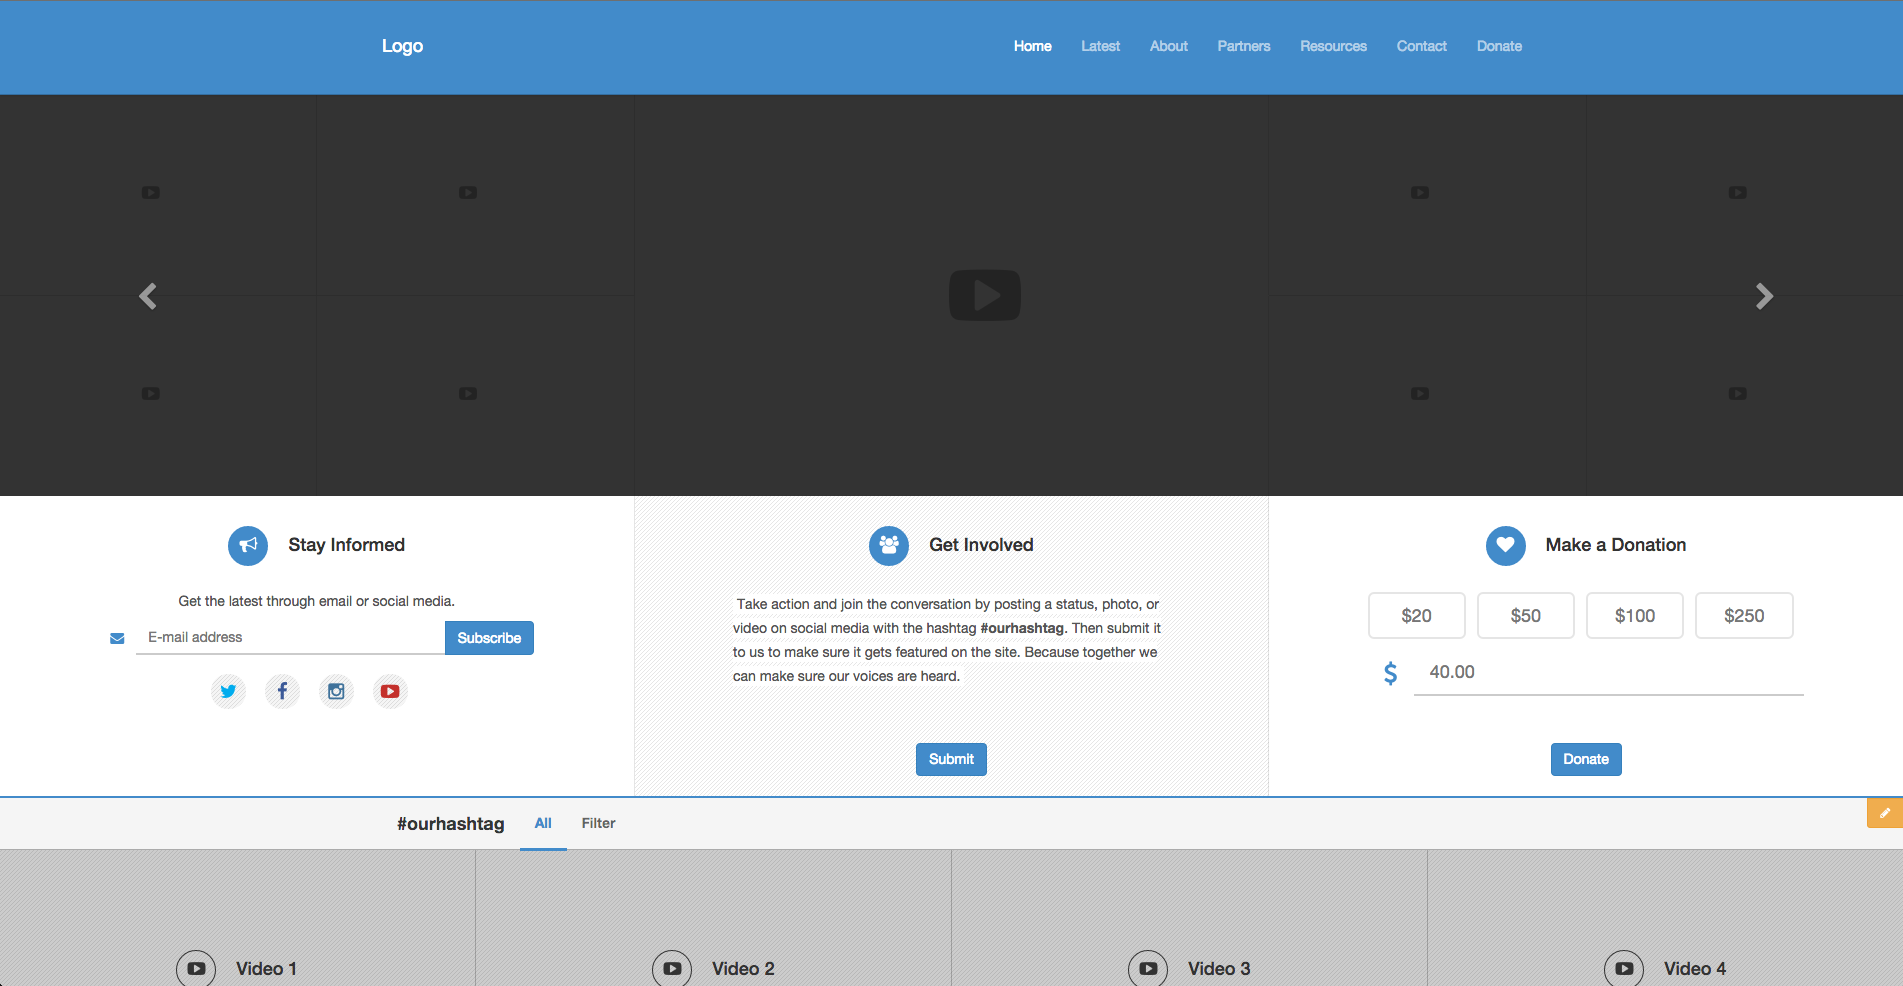 Logo
Home Latest About Partners Resources Contact Donate
Stay Informed
Get the latest through email or social media.
E-mail address Subscribe
Get Involved
Take action and join the conversation by posting a status, photo, or
video on social media with the hashtag #ourhashtag. Then submit it
to us to make sure it gets featured on the site. Because together we
can make sure our voices are heard.
Submit
Make a Donation
$20 $50 $100 $250
$ 40.00
Donate
#ourhashtag All Filter
Video 1 Video 2 Video 3 Video 4